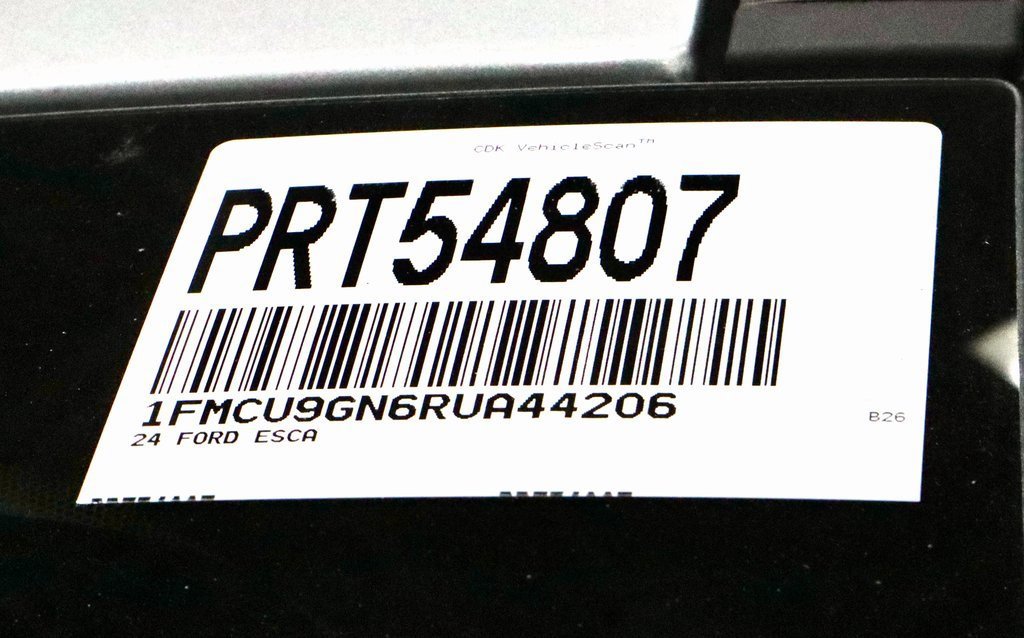 CDK VehicleScan™
PRT54807
1FMCU9GN6RUA44206
24 FORD ESCA
B26